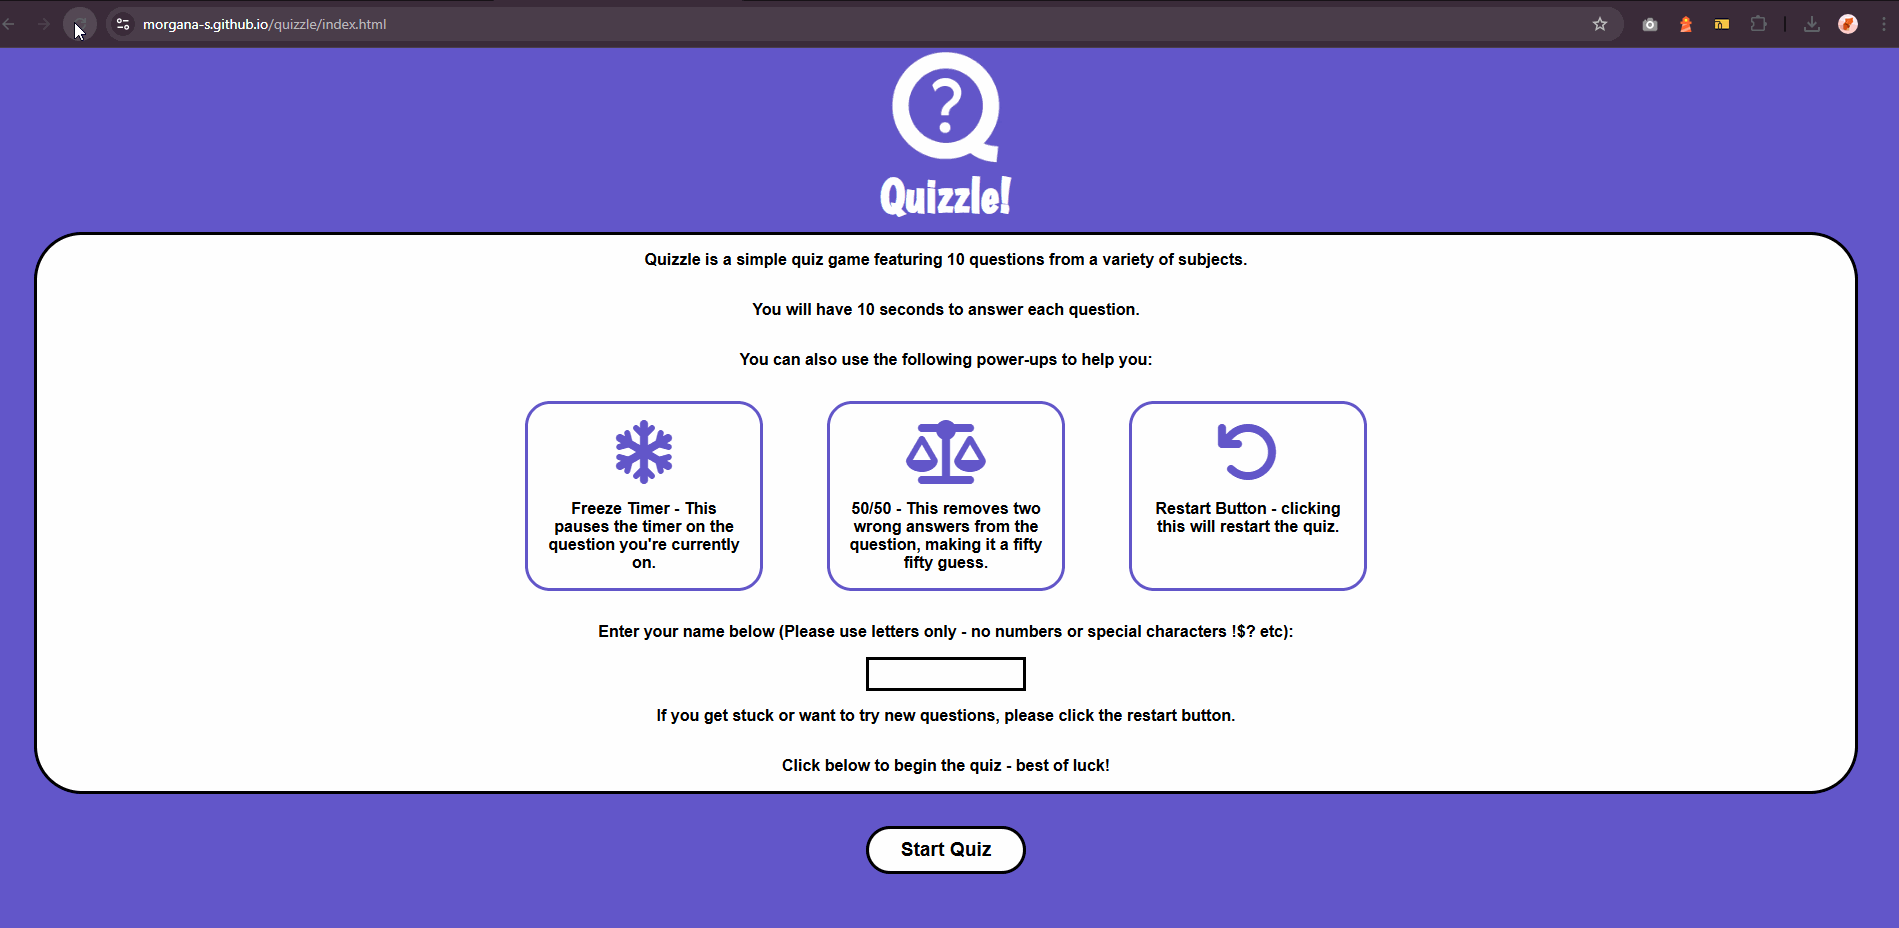 morgana-s.github.io/quizzle/index.html
?
Quizzle!
Quizzle is a simple quiz game featuring 10 questions from a variety of subjects.
You will have 10 seconds to answer each question.
You can also use the following power-ups to help you:
Freeze Timer - This
pauses the timer on the
question you're currently
on.
50/50 - This removes two
wrong answers from the
question, making it a fifty
fifty guess.
Restart Button - clicking
this will restart the quiz.
Enter your name below (Please use letters only - no numbers or special characters !$? etc):
If you get stuck or want to try new questions, please click the restart button.
Click below to begin the quiz - best of luck!
Start Quiz